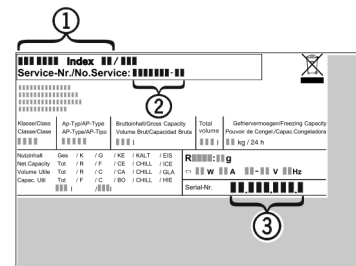 1
Index /
Service-Nr./No.Service: -
2
Klasse/Class Ap-Typ/AP-Type Bruttoinhalt/Gross Capacity Total Gefriervermoegen/Freezing Capacity
Classe/Clase AP-Type/AP-Tipo Volume Brut/Capacidad Bruta volume Pouvoir de Congel./Capac.Congeladora
l l kg / 24 h
Nutzinhalt Ges / K / G / KE / KALT / EIS
Net.Capacity Tot / R / F / CE / CHILL / ICE
Volume Utile Tot / R / C / CA / CHILL / GLA
Capac. Util Tot / F / C / BO / CHILL / HIE
l / l
R : g
W A - V Hz
Serial-Nr.
3